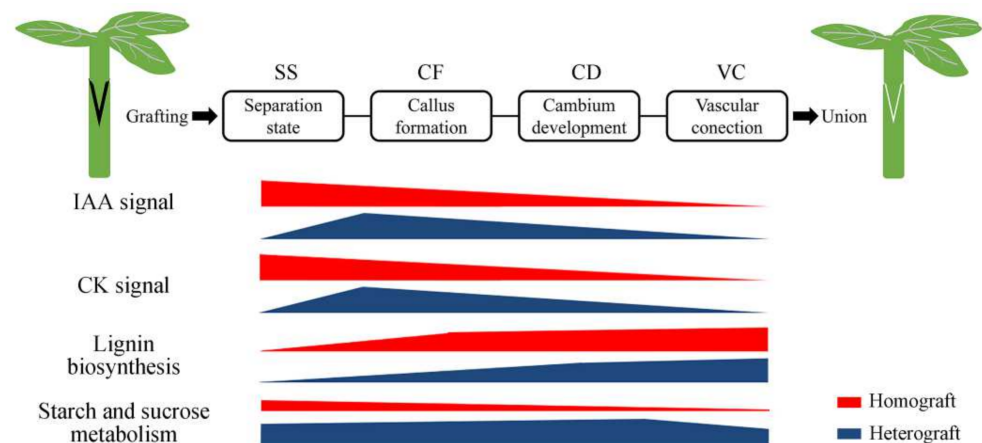 SS CF CD VC
Grafting Separation state Callus formation Cambium development Vascular conection Union
IAA signal
CK signal
Lignin
biosynthesis
Starch and sucrose
metabolism
Homograft
Heterograft